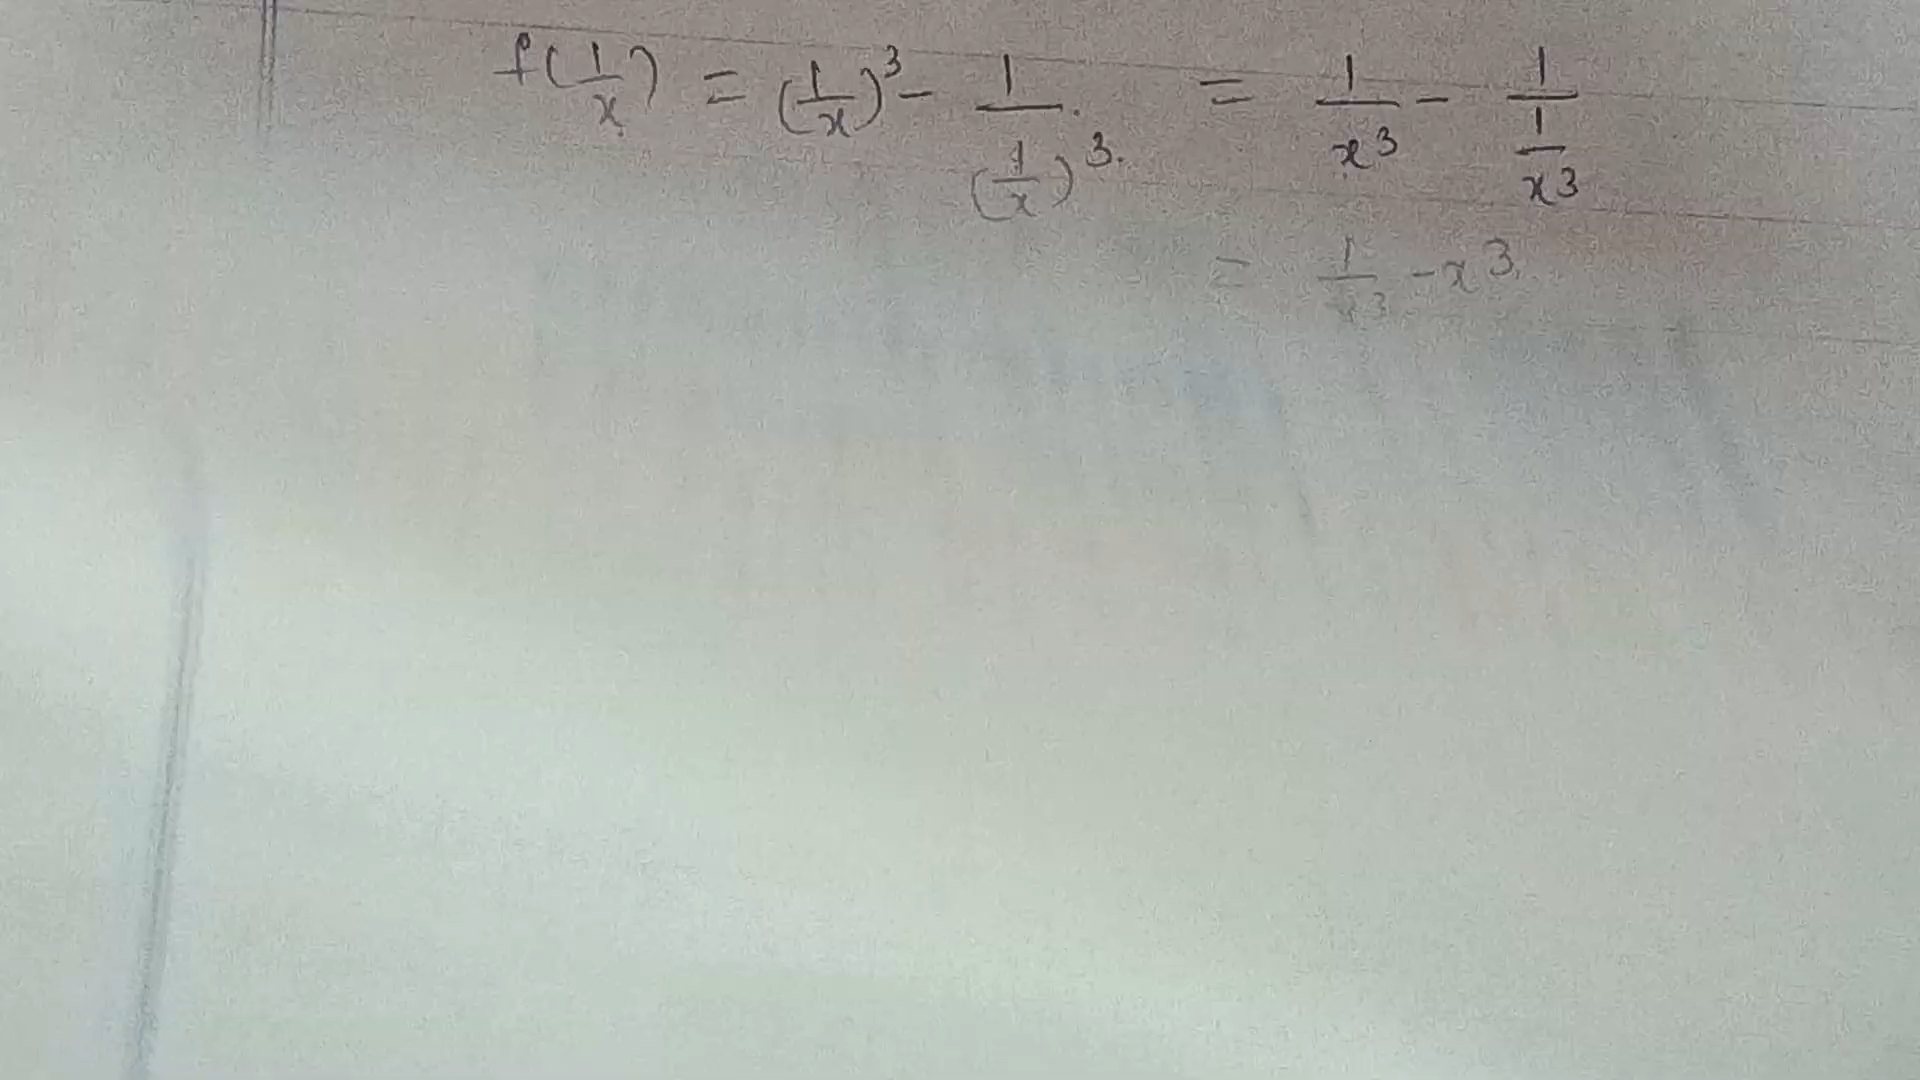 f(1/x) = (1/x)³ - 1/(1/x)³. = 1/x³ - 1/(1/x³)
= 1/x³ - x³